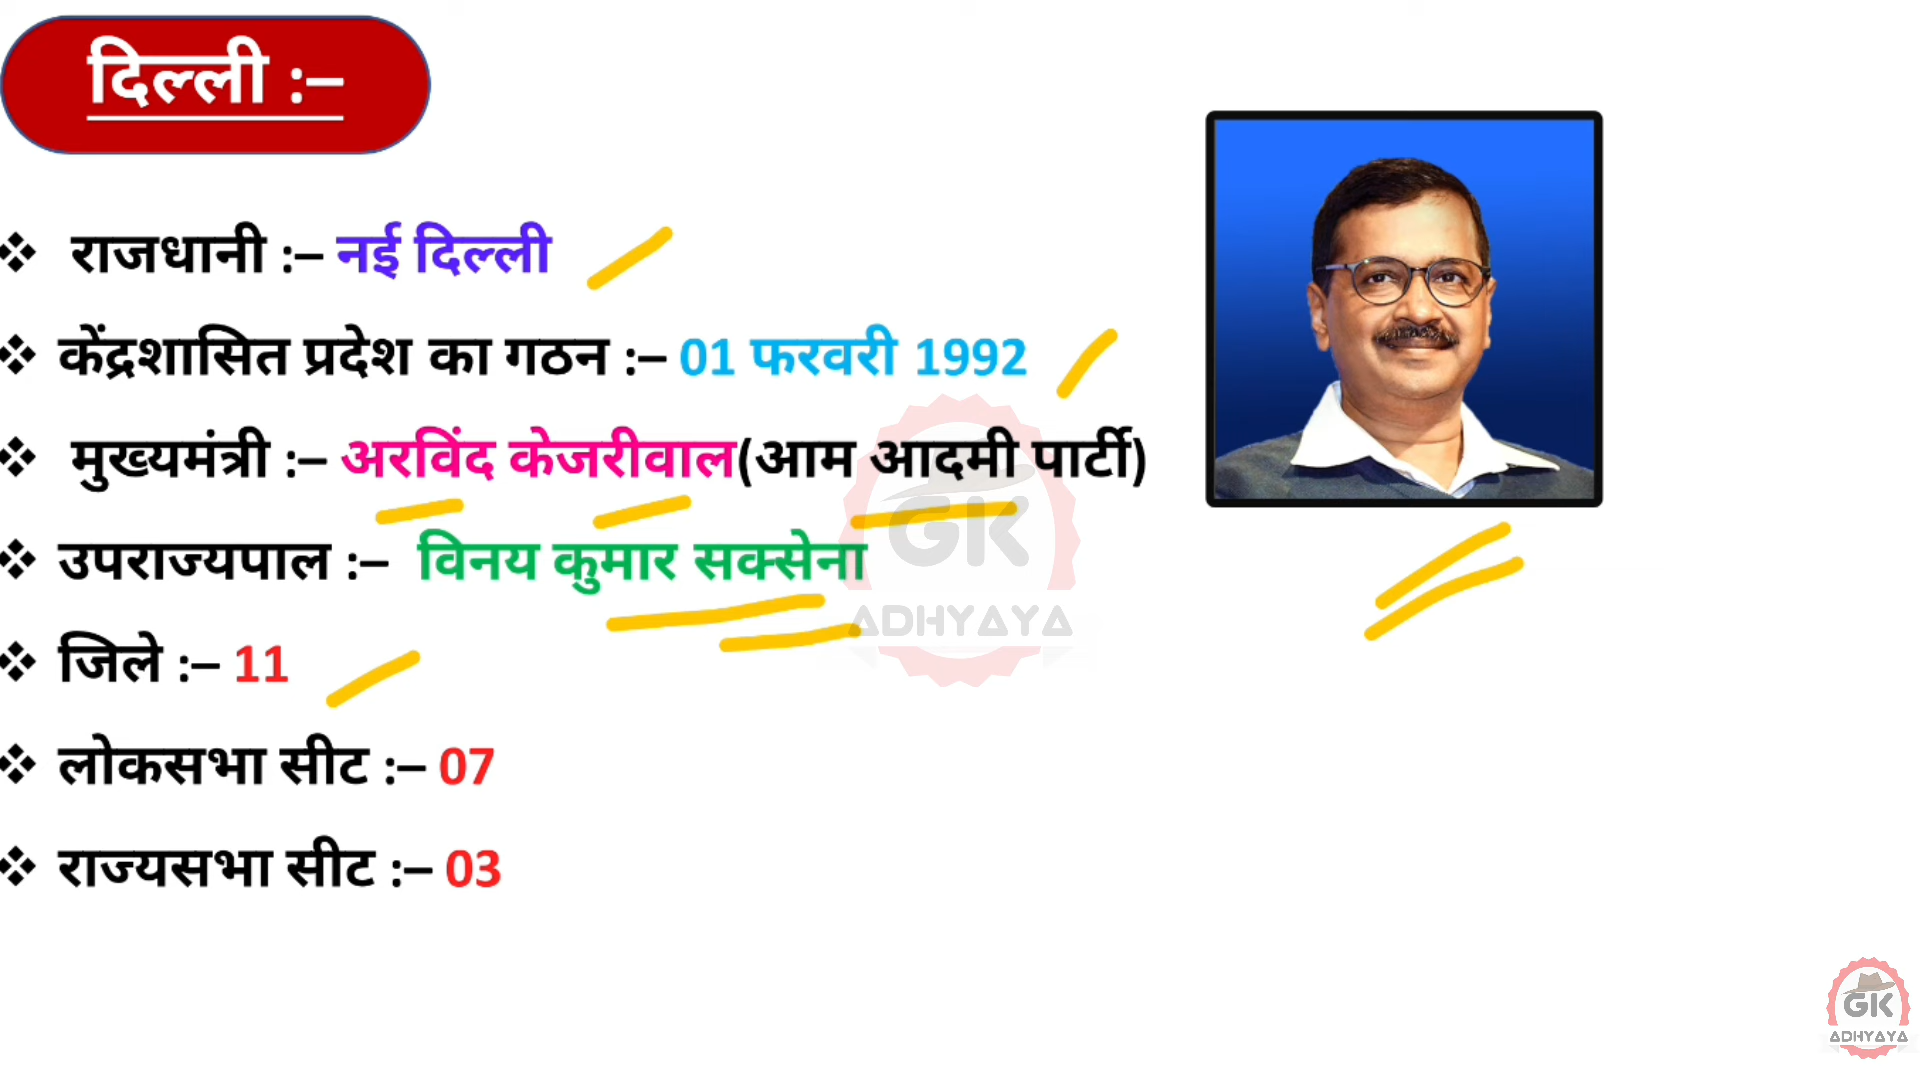 दिल्ली :–
❖ राजधानी :– नई दिल्ली
❖ केंद्रशासित प्रदेश का गठन :– 01 फरवरी 1992
❖ मुख्यमंत्री :– अरविंद केजरीवाल(आम आदमी पार्टी)
❖ उपराज्यपाल :– विनय कुमार सक्सेना
❖ जिले :– 11
❖ लोकसभा सीट :– 07
❖ राज्यसभा सीट :– 03
GK
ADHYAYA
GK
ADHYAYA